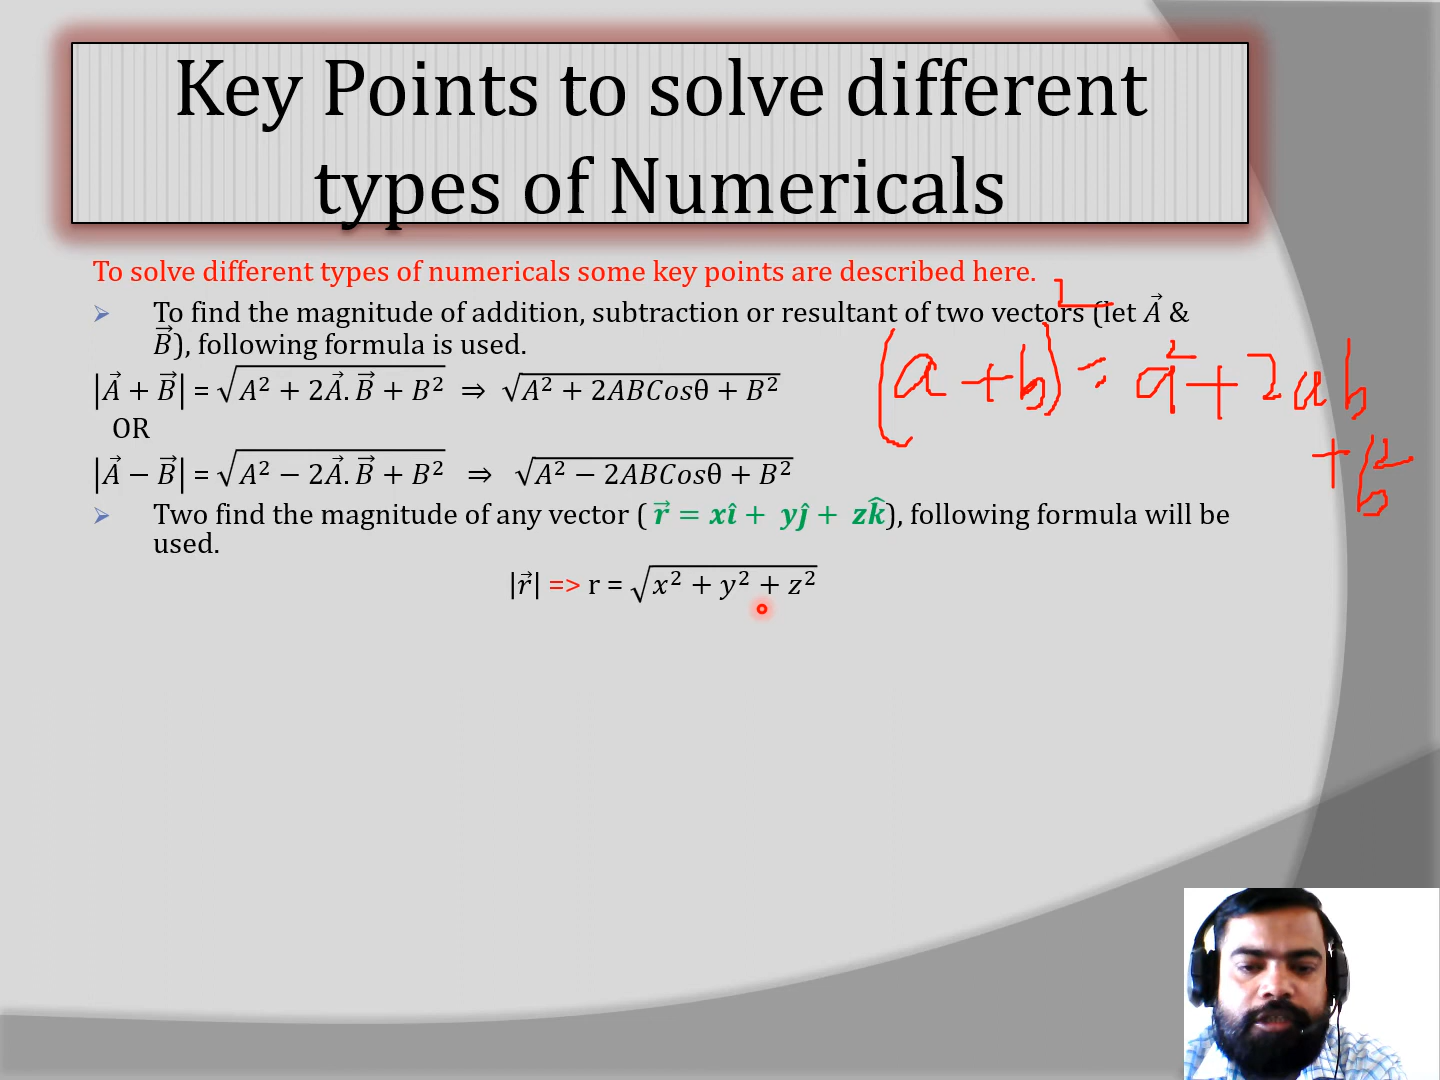 Key Points to solve different
types of Numericals
To solve different types of numericals some key points are described here.
To find the magnitude of addition, subtraction or resultant of two vectors (let A⃗ &
B⃗), following formula is used.
|A⃗ + B⃗| = √(A² + 2A⃗.B⃗ + B²) ⇒ √(A² + 2ABCosθ + B²)
OR
|A⃗ − B⃗| = √(A² − 2A⃗.B⃗ + B²) ⇒ √(A² − 2ABCosθ + B²)
(a + b)² = a² + 2ab
+ b²
Two find the magnitude of any vector ( r⃗ = xî + yĵ + zk̂), following formula will be
used.
|r⃗| => r = √(x² + y² + z²)